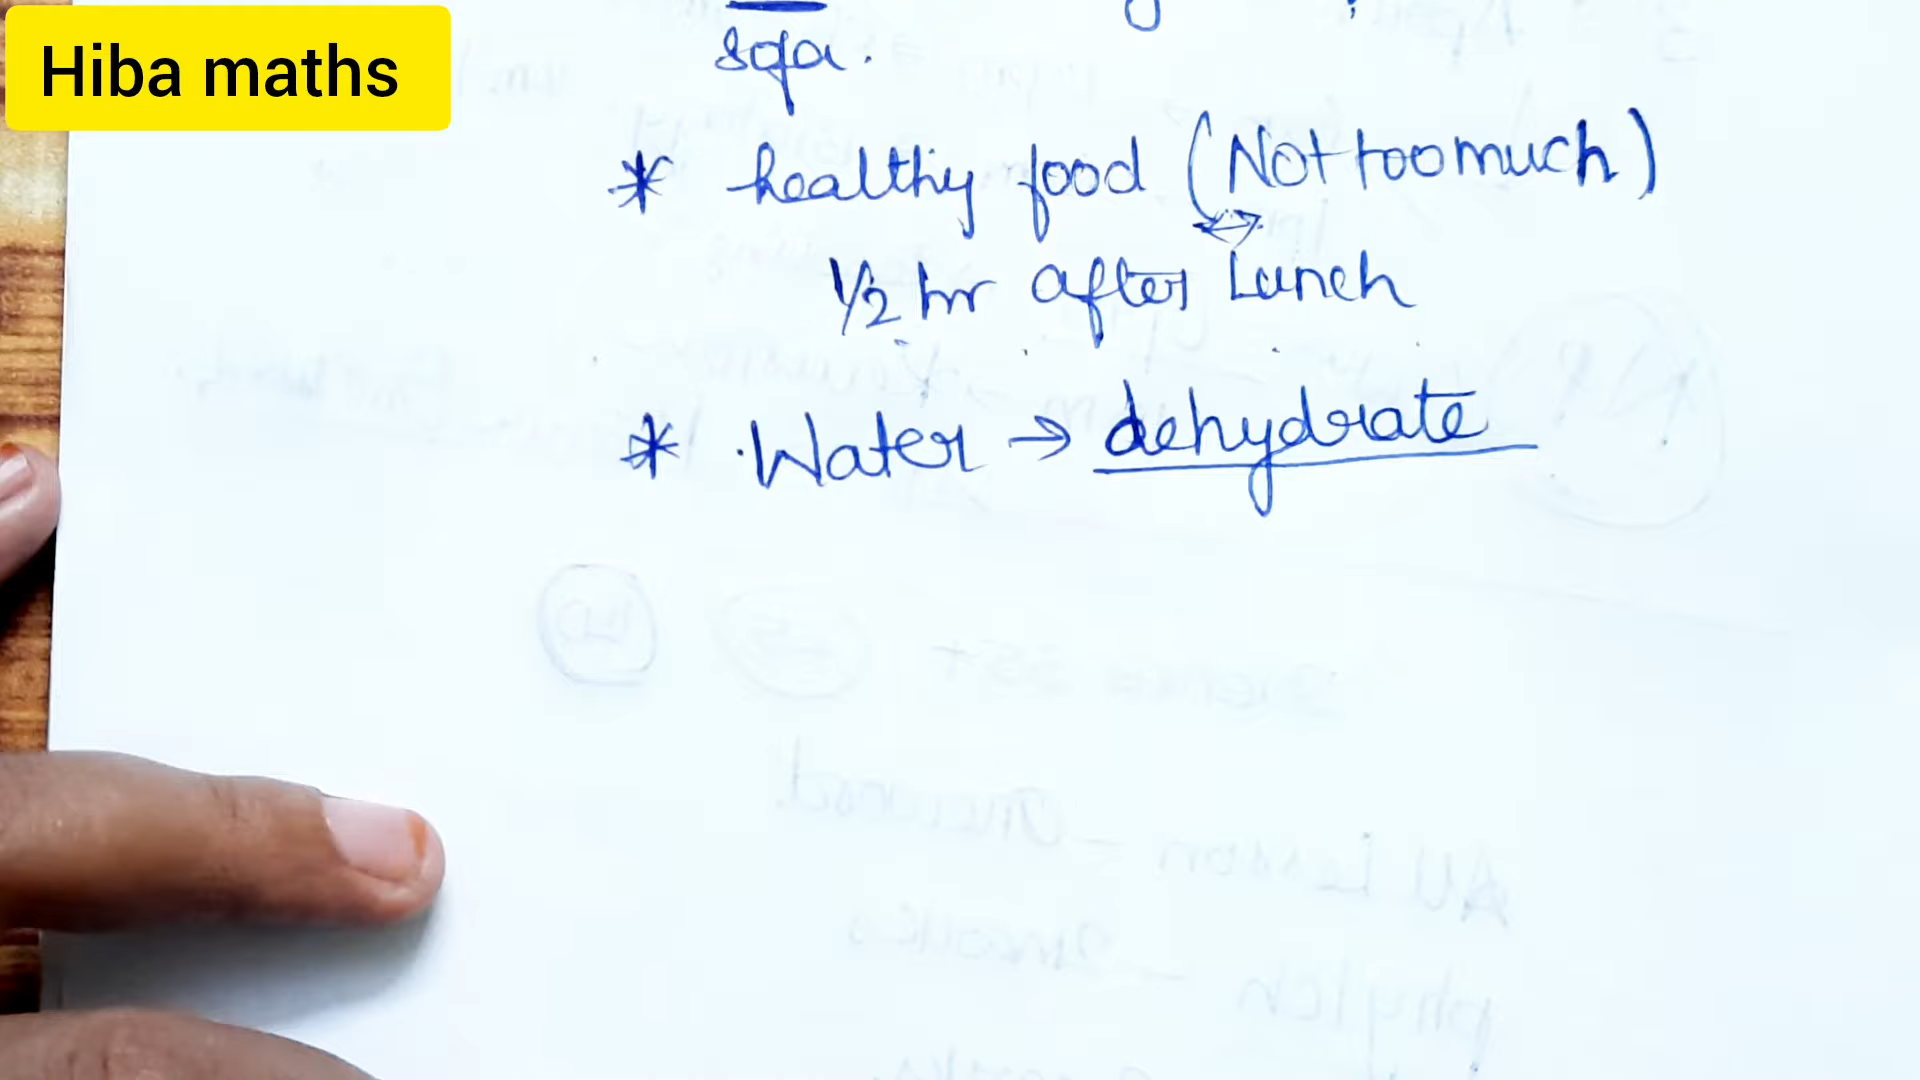 Hiba maths
sofa.
* healthy food (Not too much)
1/2 hr after Lunch
* Water → dehydrate